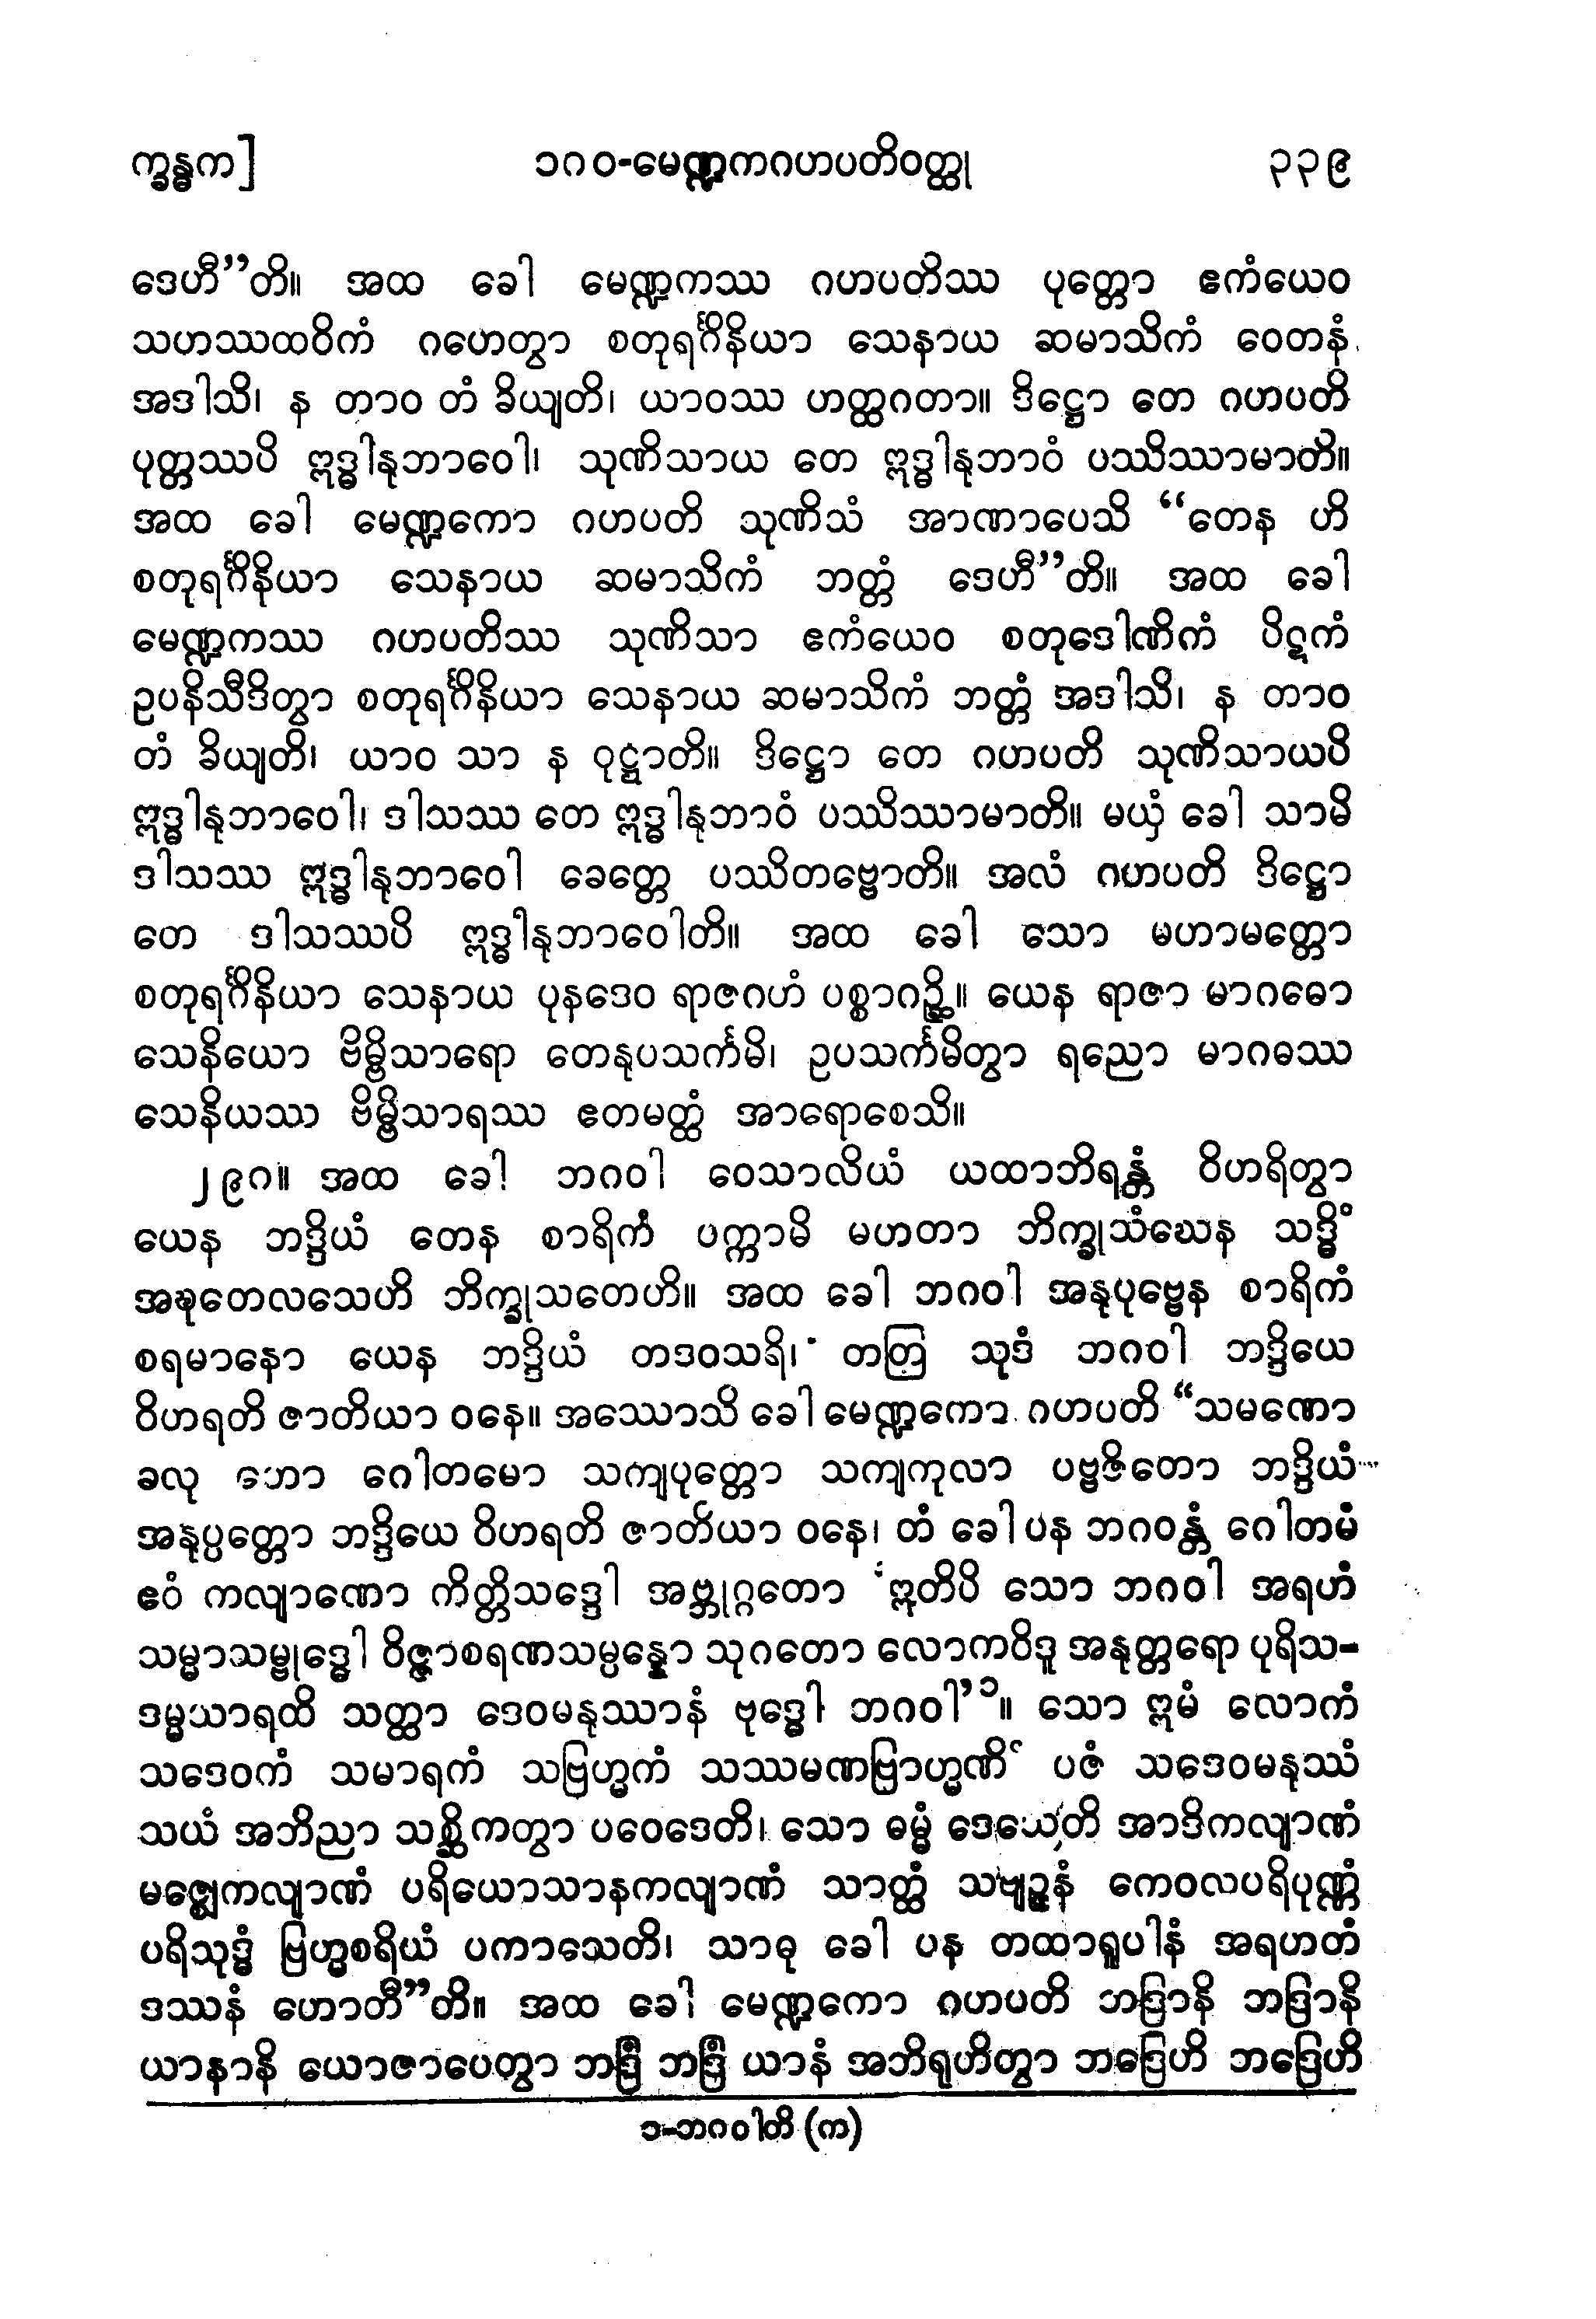 က္ခန္ဓက]
၁၇၀-မေဏ္ဍကဂဟပတိဝတ္ထု
၃၃၉
ဒေဟီ”တိ။ အထ ခေါ မေဏ္ဍကဿ ဂဟပတိဿ ပုတ္တော ဧကံယေဝ
သဟဿထဝိကံ ဂဟေတွာ စတုရင်္ဂိနိယာ သေနာယ ဆမာသိကံ ဝေတနံ
အဒါသိ၊ န တာဝ တံ ခိယျတိ၊ ယာဝဿ ဟတ္ထဂတာ။ ဒိဋ္ဌော တေ ဂဟပတိ
ပုတ္တဿပိ ဣဒ္ဓါနုဘာဝေါ၊ သုဏိသာယ တေ ဣဒ္ဓါနုဘာဝံ ပဿိဿာမာတိ။
အထ ခေါ မေဏ္ဍကော ဂဟပတိ သုဏိသံ အာဏာပေသိ “တေန ဟိ
စတုရင်္ဂိနိယာ သေနာယ ဆမာသိကံ ဘတ္တံ ဒေဟီ”တိ။ အထ ခေါ
မေဏ္ဍကဿ ဂဟပတိဿ သုဏိသာ ဧကံယေဝ စတုဒေါဏိကံ ပိဋကံ
ဥပနိသီဒိတွာ စတုရင်္ဂိနိယာ သေနာယ ဆမာသိကံ ဘတ္တံ အဒါသိ၊ န တာဝ
တံ ခိယျတိ၊ ယာဝ သာ န ဝုဋ္ဌာတိ။ ဒိဋ္ဌော တေ ဂဟပတိ သုဏိသာယပိ
ဣဒ္ဓါနုဘာဝေါ၊ ဒါသဿ တေ ဣဒ္ဓါနုဘာဝံ ပဿိဿာမာတိ။ မယှံ ခေါ သာမိ
ဒါသဿ ဣဒ္ဓါနုဘာဝေါ ခေတ္တေ ပဿိတဗ္ဗောတိ။ အလံ ဂဟပတိ ဒိဋ္ဌော
တေ ဒါသဿပိ ဣဒ္ဓါနုဘာဝေါတိ။ အထ ခေါ သော မဟာမတ္တော
စတုရင်္ဂိနိယာ သေနာယ ပုနဒေဝ ရာဇဂဟံ ပစ္စာဂဉ္ဆိ။ ယေန ရာဇာ မာဂဓော
သေနိယော ဗိမ္ဗိသာရော တေနုပသင်္ကမိ၊ ဥပသင်္ကမိတွာ ရညော မာဂဓဿ
သေနိယဿ ဗိမ္ဗိသာရဿ ဧတမတ္ထံ အာရောစေသိ။
၂၉၇။ အထ ခေါ ဘဂဝါ ဝေသာလိယံ ယထာဘိရန္တံ ဝိဟရိတွာ
ယေန ဘဒ္ဒိယံ တေန စာရိကံ ပက္ကာမိ မဟတာ ဘိက္ခုသံဃေန သဒ္ဓိံ
အဍ္ဎတေလသေဟိ ဘိက္ခုသတေဟိ။ အထ ခေါ ဘဂဝါ အနုပုဗ္ဗေန စာရိကံ
စရမာနော ယေန ဘဒ္ဒိယံ တဒဝသရိ၊ တတြ သုဒံ ဘဂဝါ ဘဒ္ဒိယေ
ဝိဟရတိ ဇာတိယာ ဝနေ။ အဿောသိ ခေါ မေဏ္ဍကော ဂဟပတိ “သမဏော
ခလု ဘော ဂေါတမော သကျပုတ္တော သကျကုလာ ပဗ္ဗဇိတော ဘဒ္ဒိယံ
အနုပ္ပတ္တော ဘဒ္ဒိယေ ဝိဟရတိ ဇာတိယာ ဝနေ၊ တံ ခေါ ပန ဘဂဝန္တံ ဂေါတမံ
ဧဝံ ကလျာဏော ကိတ္တိသဒ္ဒေါ အဗ္ဘုဂ္ဂတော ‘ဣတိပိ သော ဘဂဝါ အရဟံ
သမ္မာသမ္ဗုဒ္ဓေါ ဝိဇ္ဇာစရဏသမ္ပန္နော သုဂတော လောကဝိဒူ အနုတ္တရော ပုရိသ-
ဒမ္မသာရထိ သတ္ထာ ဒေဝမနုဿာနံ ဗုဒ္ဓေါ ဘဂဝါ’၁။ သော ဣမံ လောကံ
သဒေဝကံ သမာရကံ သဗြဟ္မကံ သဿမဏဗြာဟ္မဏိံ ပဇံ သဒေဝမနုဿံ
သယံ အဘိညာ သစ္ဆိကတွာ ပဝေဒေတိ၊ သော ဓမ္မံ ဒေသေတိ အာဒိကလျာဏံ
မဇ္ဈေကလျာဏံ ပရိယောသာနကလျာဏံ သာတ္ထံ သဗျဉ္ဇနံ ကေဝလပရိပုဏ္ဏံ
ပရိသုဒ္ဓံ ဗြဟ္မစရိယံ ပကာသေတိ၊ သာဓု ခေါ ပန တထာရူပါနံ အရဟတံ
ဒဿနံ ဟောတီ”တိ။ အထ ခေါ မေဏ္ဍကော ဂဟပတိ ဘဒြာနိ ဘဒြာနိ
ယာနာနိ ယောဇာပေတွာ ဘဒြံ ဘဒြံ ယာနံ အဘိရုဟိတွာ ဘဒြေဟိ ဘဒြေဟိ
၁-ဘဂဝါတိ (က)